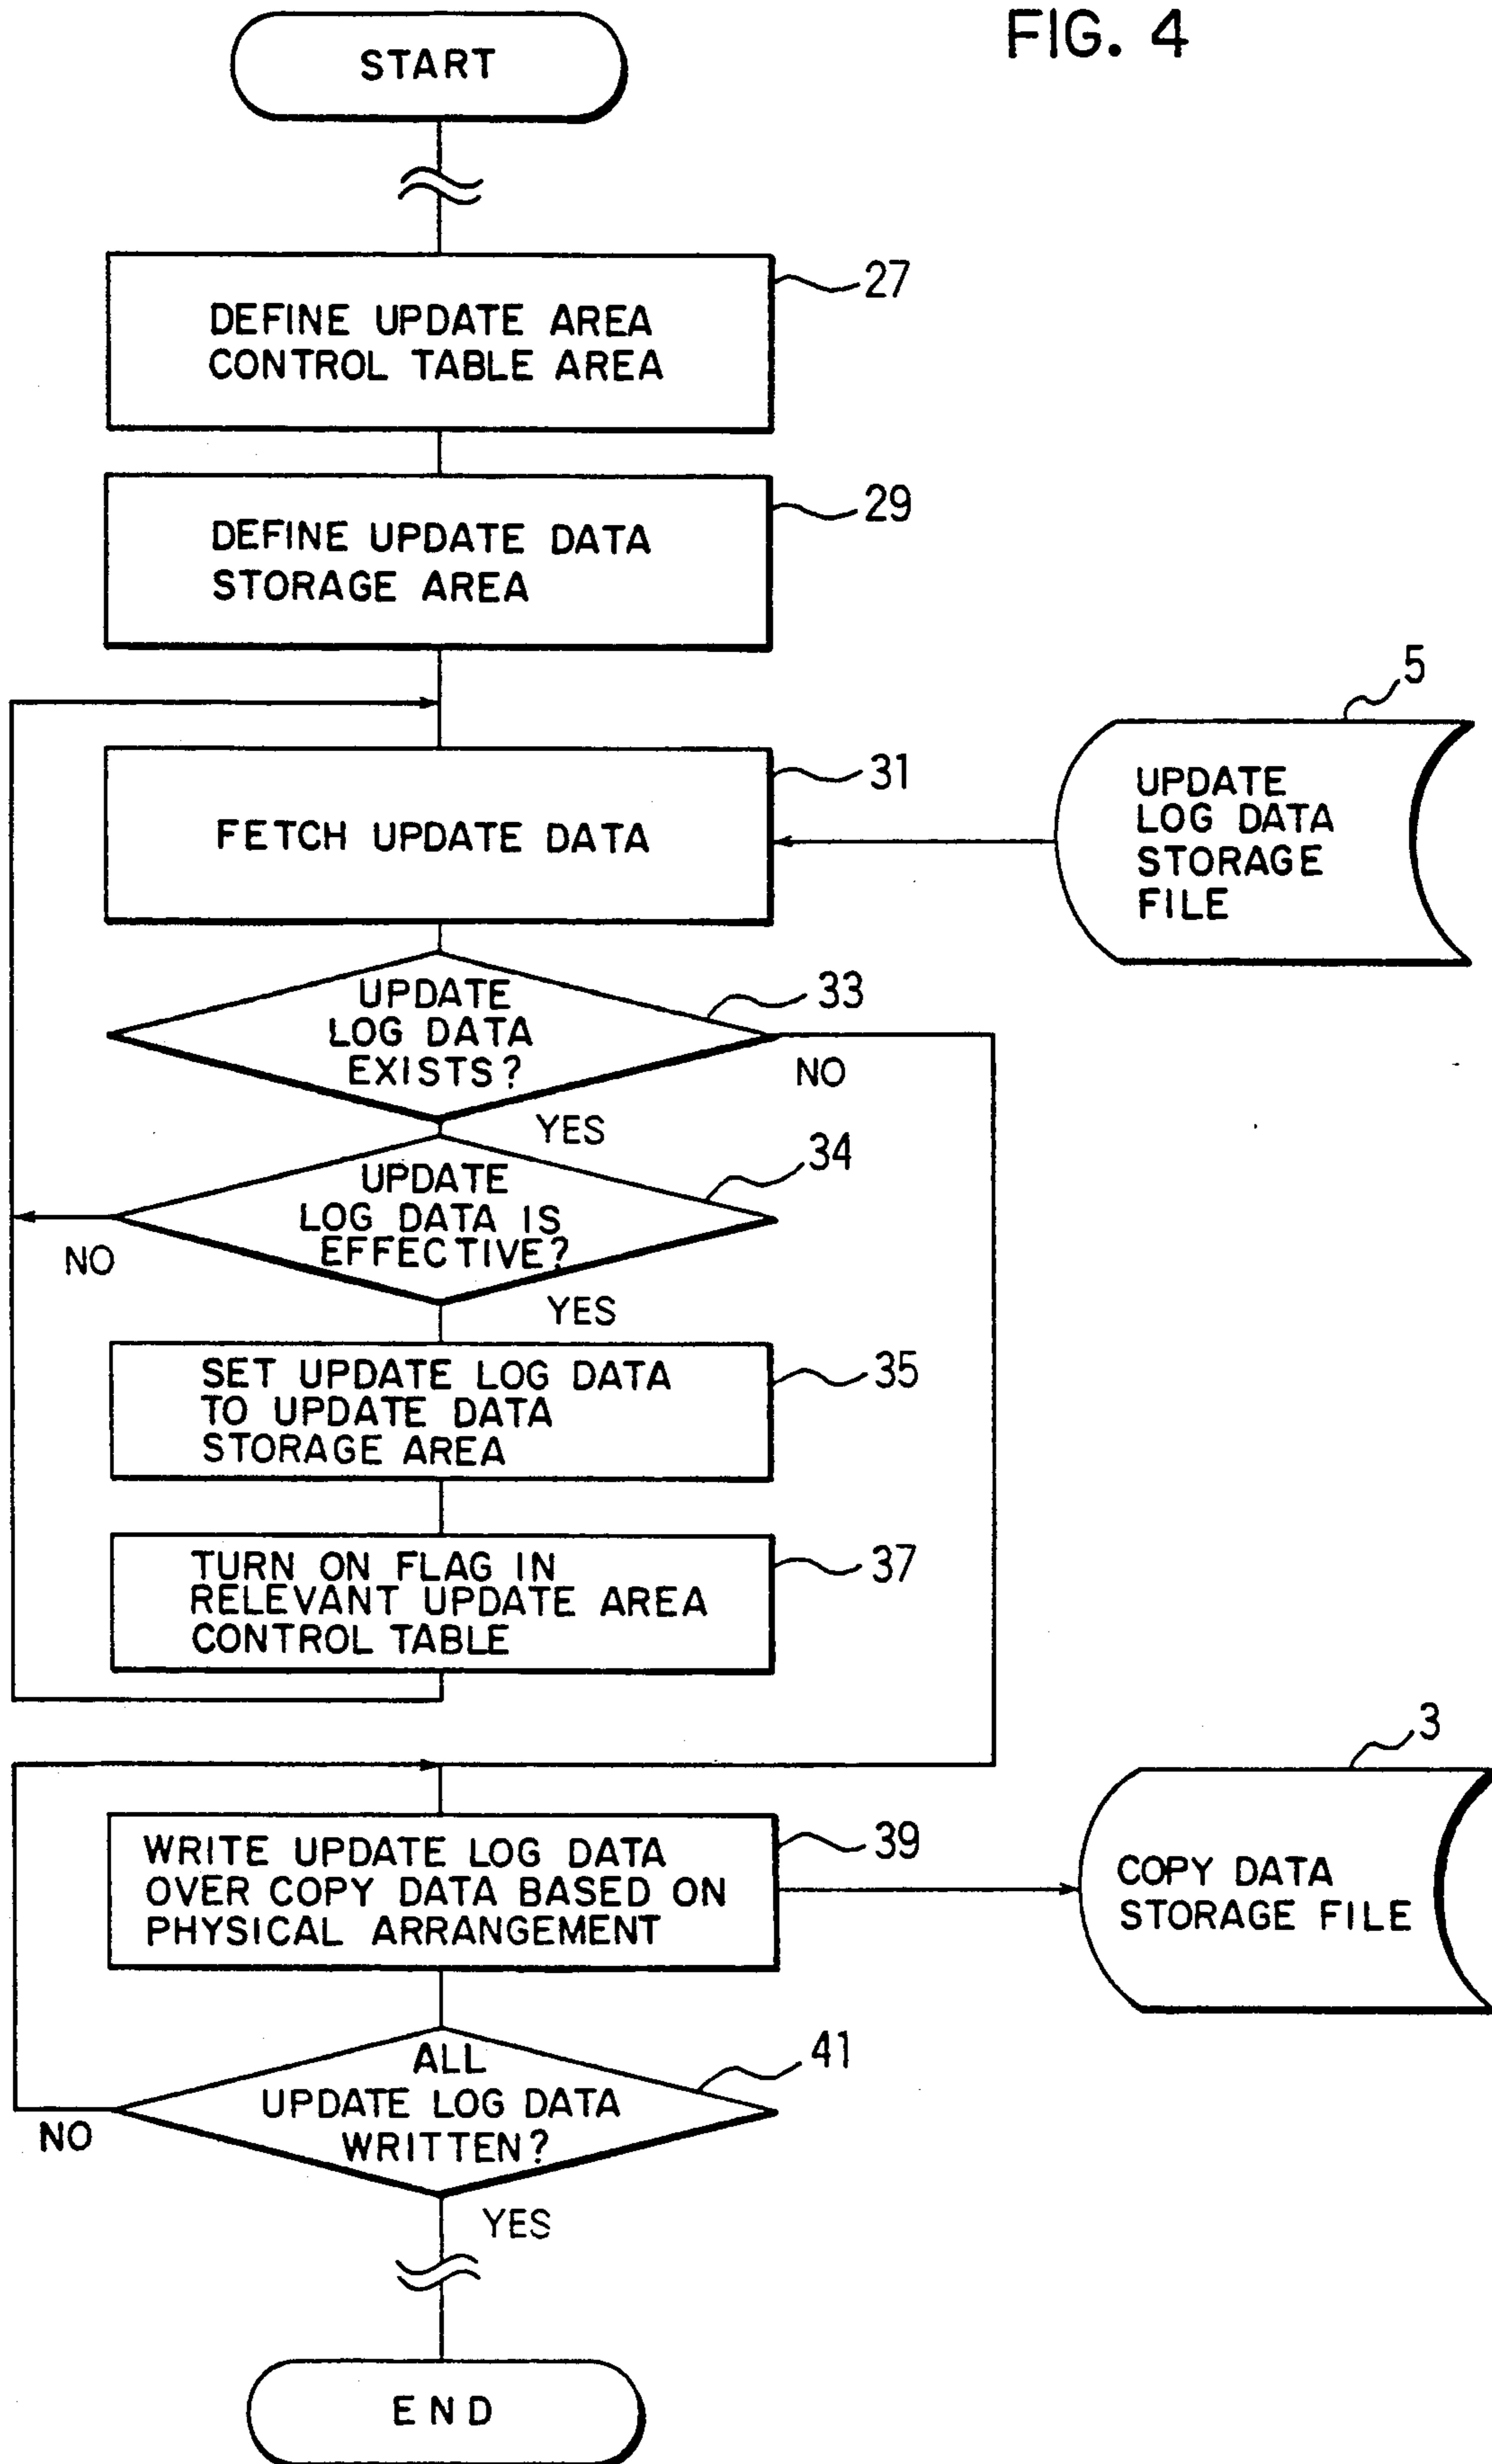 FIG. 4
START
DEFINE UPDATE AREA
CONTROL TABLE AREA
27
DEFINE UPDATE DATA
STORAGE AREA
29
FETCH UPDATE DATA
31
5
UPDATE
LOG DATA
STORAGE
FILE
UPDATE
LOG DATA
EXISTS?
33
NO
YES
UPDATE
LOG DATA IS
EFFECTIVE?
34
NO
YES
SET UPDATE LOG DATA
TO UPDATE DATA
STORAGE AREA
35
TURN ON FLAG IN
RELEVANT UPDATE AREA
CONTROL TABLE
37
WRITE UPDATE LOG DATA
OVER COPY DATA BASED ON
PHYSICAL ARRANGEMENT
39
3
COPY DATA
STORAGE FILE
ALL
UPDATE LOG DATA
WRITTEN?
41
NO
YES
END